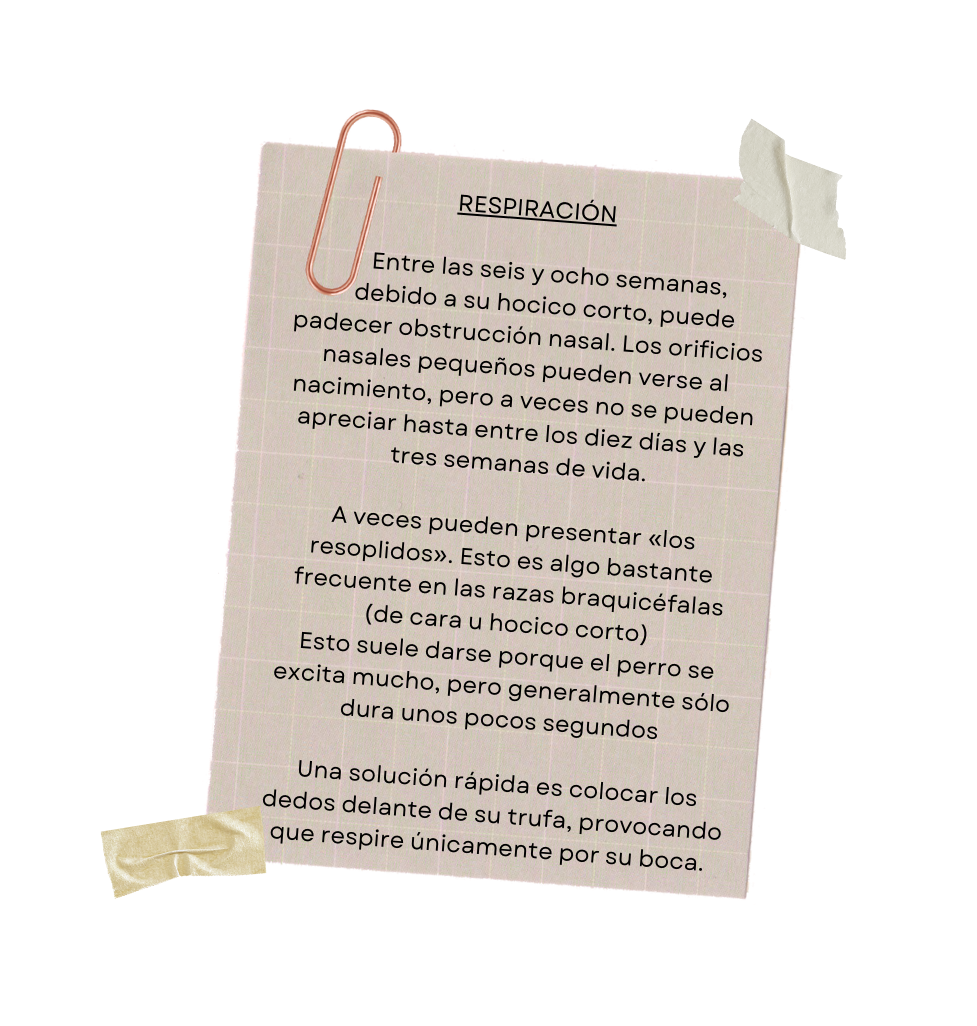 RESPIRACIÓN
Entre las seis y ocho semanas,
debido a su hocico corto, puede
padecer obstrucción nasal. Los orificios
nasales pequeños pueden verse al
nacimiento, pero a veces no se pueden
apreciar hasta entre los diez días y las
tres semanas de vida.
A veces pueden presentar «los
resoplidos». Esto es algo bastante
frecuente en las razas braquicéfalas
(de cara u hocico corto)
Esto suele darse porque el perro se
excita mucho, pero generalmente sólo
dura unos pocos segundos
Una solución rápida es colocar los
dedos delante de su trufa, provocando
que respire únicamente por su boca.